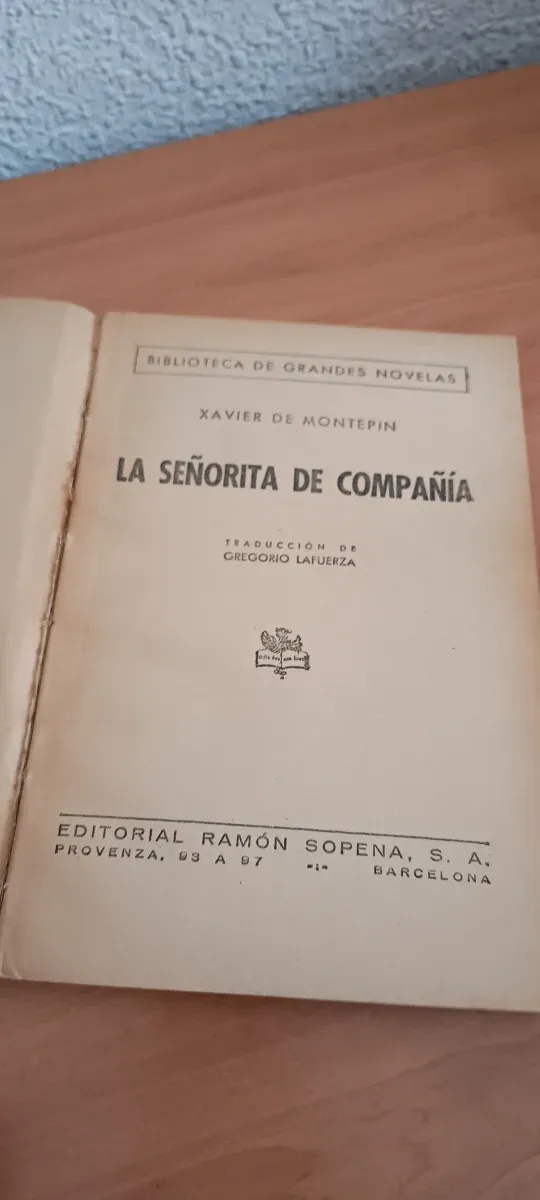 BIBLIOTECA DE GRANDES NOVELAS
XAVIER DE MONTEPIN
LA SEÑORITA DE COMPAÑÍA
TRADUCCIÓN DE
GREGORIO LAFUERZA
EDITORIAL RAMÓN SOPENA, S. A.
PROVENZA, 93 A 97 -:- BARCELONA